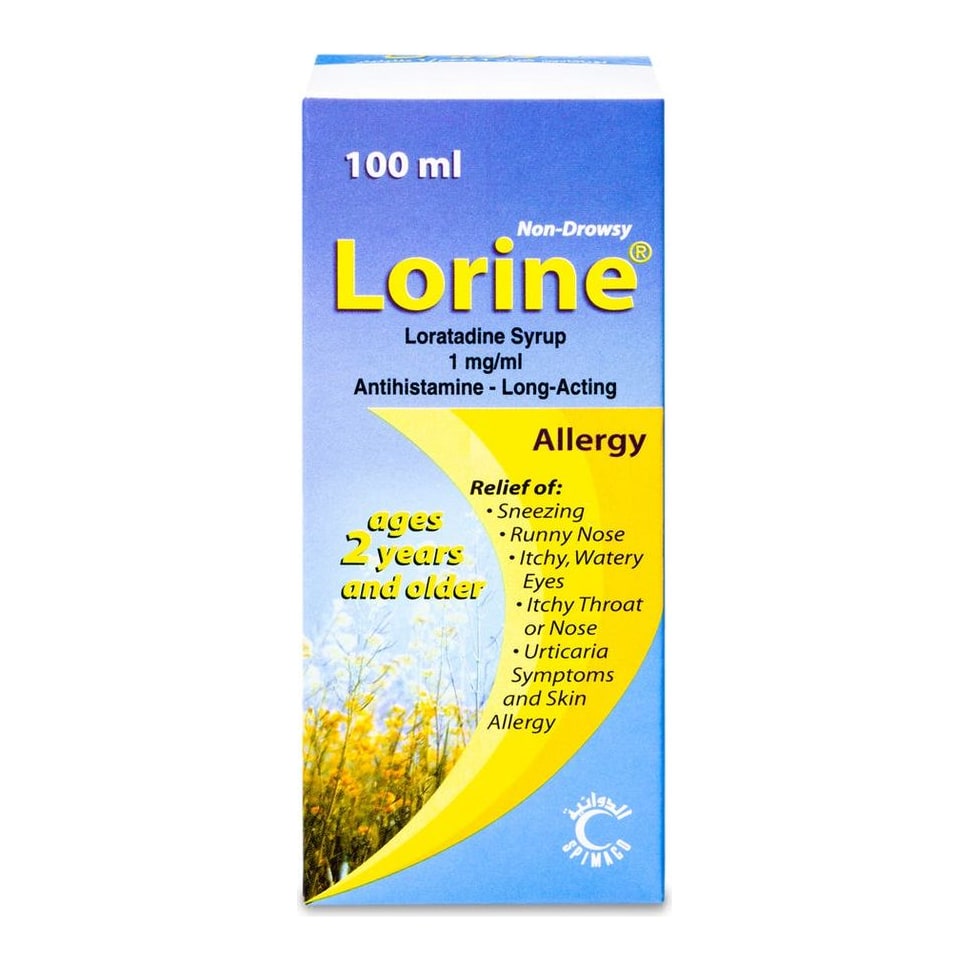 100 ml
Non-Drowsy
Lorine®
Loratadine Syrup
1 mg/ml
Antihistamine - Long-Acting
Allergy
Relief of:
• Sneezing
• Runny Nose
• Itchy, Watery
Eyes
• Itchy Throat
or Nose
• Urticaria
Symptoms
and Skin
Allergy
ages
2 years
and older
الدوائية
SPIMACO